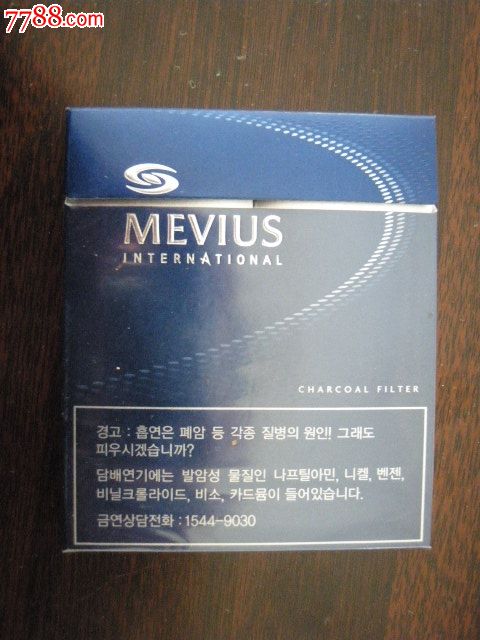 7788.com
MEVIUS
INTERNATIONAL
CHARCOAL FILTER
경고 : 흡연은 폐암 등 각종 질병의 원인! 그래도
피우시겠습니까?
담배연기에는 발암성 물질인 나프틸아민, 니켈, 벤젠,
비닐크롤라이드, 비소, 카드뮴이 들어있습니다.
금연상담전화 : 1544-9030